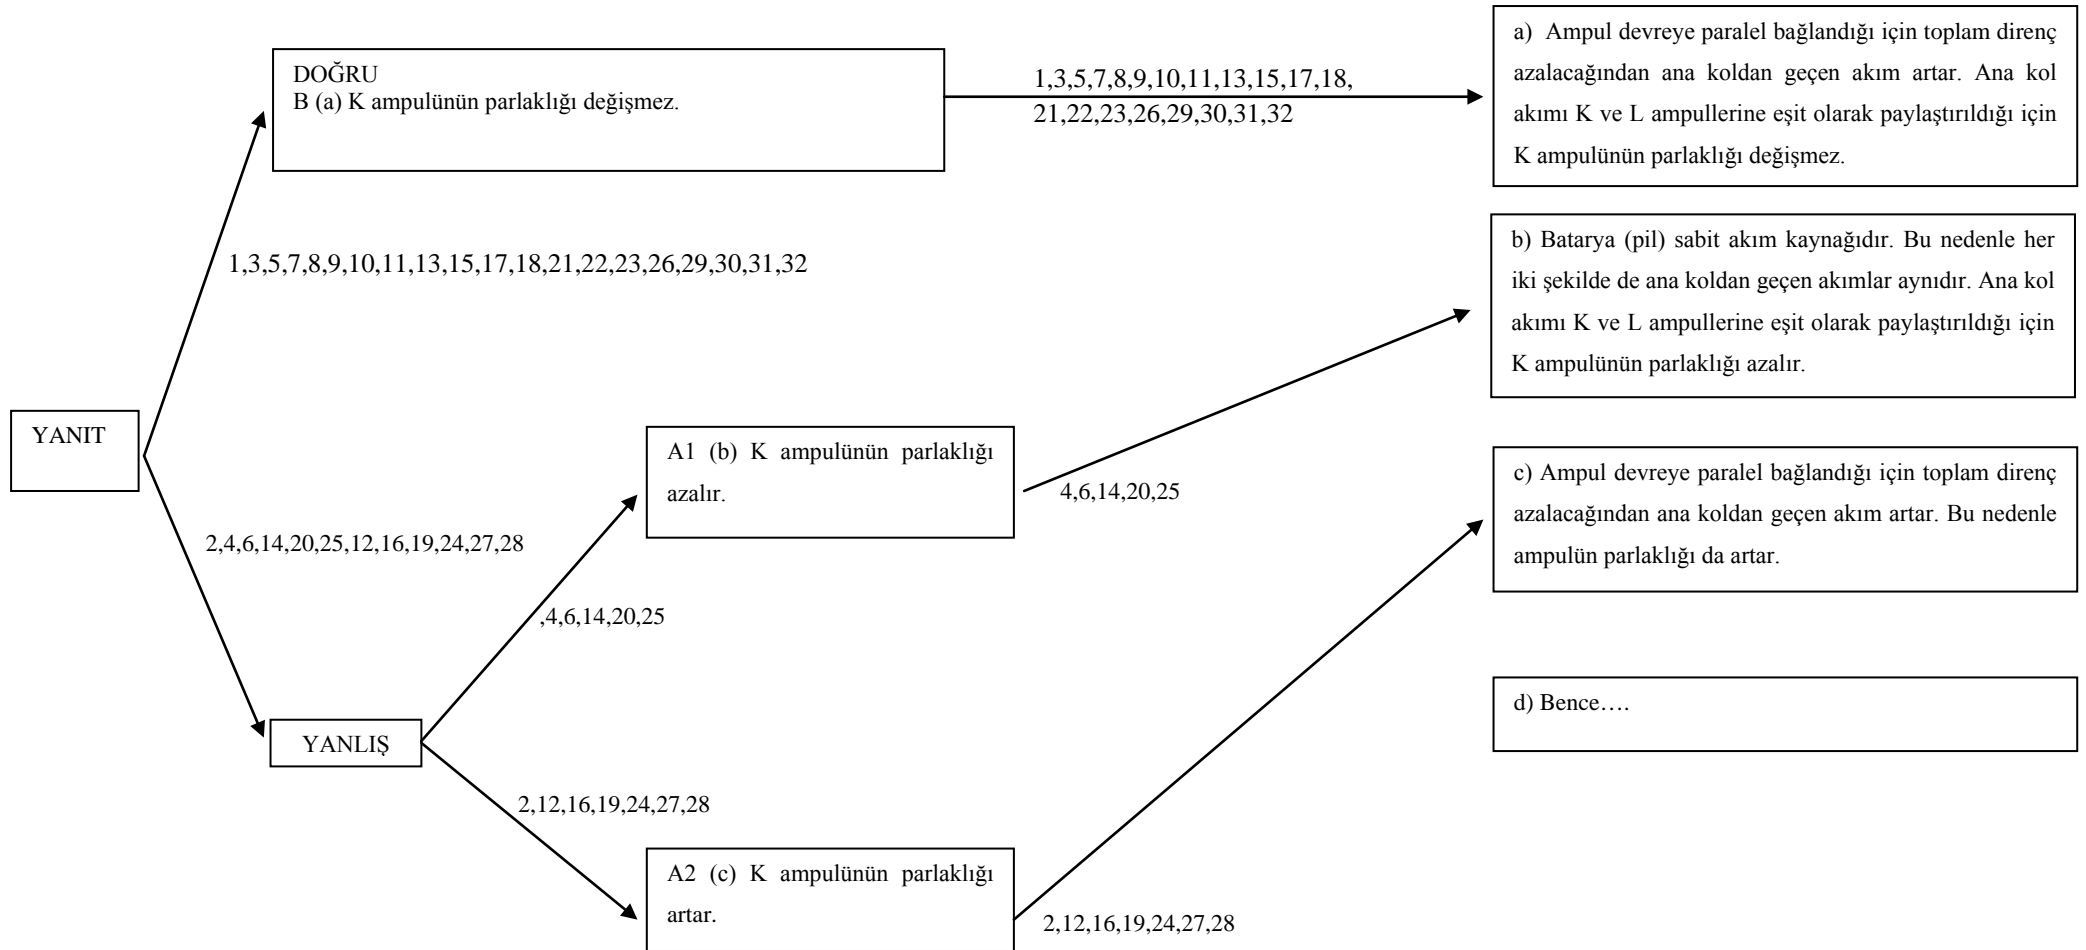 DOĞRU
B (a) K ampulünün parlaklığı değişmez.
1,3,5,7,8,9,10,11,13,15,17,18,
21,22,23,26,29,30,31,32
a) Ampul devreye paralel bağlandığı için toplam direnç
azalacağından ana koldan geçen akım artar. Ana kol
akımı K ve L ampullerine eşit olarak paylaştırıldığı için
K ampulünün parlaklığı değişmez.
1,3,5,7,8,9,10,11,13,15,17,18,21,22,23,26,29,30,31,32
b) Batarya (pil) sabit akım kaynağıdır. Bu nedenle her
iki şekilde de ana koldan geçen akımlar aynıdır. Ana kol
akımı K ve L ampullerine eşit olarak paylaştırıldığı için
K ampulünün parlaklığı azalır.
YANIT
A1 (b) K ampulünün parlaklığı
azalır.
4,6,14,20,25
c) Ampul devreye paralel bağlandığı için toplam direnç
azalacağından ana koldan geçen akım artar. Bu nedenle
ampulün parlaklığı da artar.
2,4,6,14,20,25,12,16,19,24,27,28
,4,6,14,20,25
d) Bence….
YANLIŞ
2,12,16,19,24,27,28
A2 (c) K ampulünün parlaklığı
artar.
2,12,16,19,24,27,28